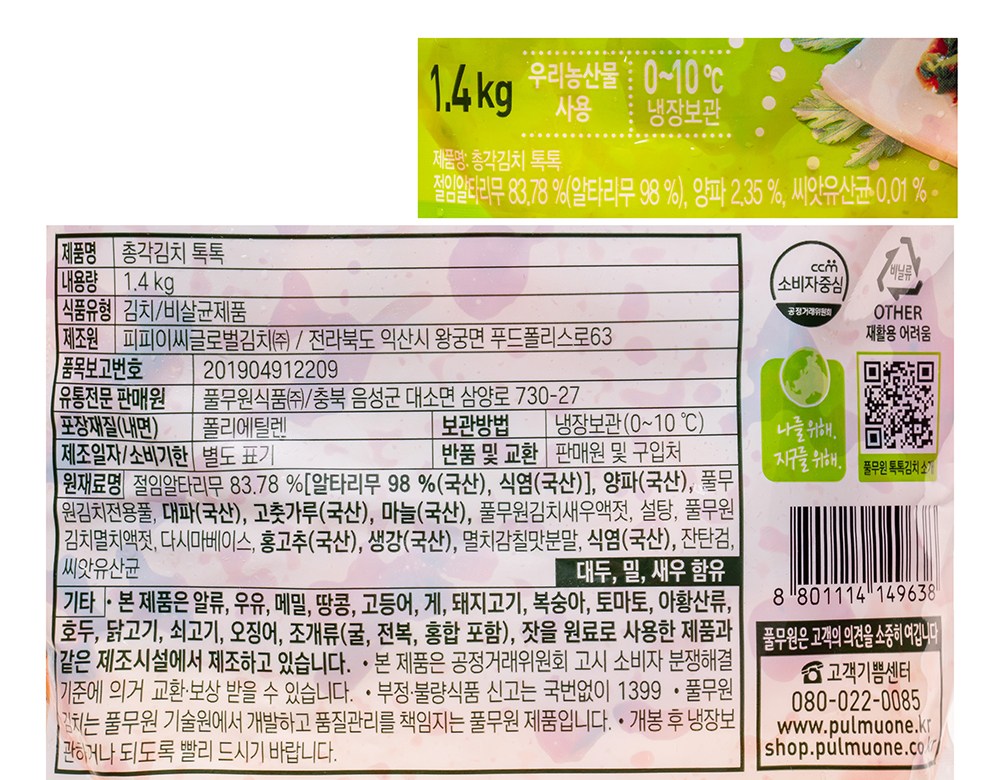 1.4kg
우리농산물
사용
0~10℃
냉장보관
제품명: 총각김치 톡톡
절임알타리무 83.78 %(알타리무 98 %), 양파 2.35 %, 씨앗유산균 0.01 %
제품명 총각김치 톡톡
내용량 1.4 kg
식품유형 김치/비살균제품
제조원 피피이씨글로벌김치㈜ / 전라북도 익산시 왕궁면 푸드폴리스로63
품목보고번호 201904912209
유통전문 판매원 풀무원식품㈜/충북 음성군 대소면 삼양로 730-27
포장재질(내면) 폴리에틸렌 보관방법 냉장보관(0~10 ℃)
제조일자/소비기한 별도 표기 반품 및 교환 판매원 및 구입처
원재료명 절임알타리무 83.78 %[알타리무 98 %(국산), 식염(국산)], 양파(국산), 풀무
원김치전용풀, 대파(국산), 고춧가루(국산), 마늘(국산), 풀무원김치새우액젓, 설탕, 풀무원
김치멸치액젓, 다시마베이스, 홍고추(국산), 생강(국산), 멸치감칠맛분말, 식염(국산), 잔탄검,
씨앗유산균
대두, 밀, 새우 함유
기타 • 본 제품은 알류, 우유, 메밀, 땅콩, 고등어, 게, 돼지고기, 복숭아, 토마토, 아황산류,
호두, 닭고기, 쇠고기, 오징어, 조개류(굴, 전복, 홍합 포함), 잣을 원료로 사용한 제품과
같은 제조시설에서 제조하고 있습니다. • 본 제품은 공정거래위원회 고시 소비자 분쟁해결
기준에 의거 교환·보상 받을 수 있습니다. • 부정·불량식품 신고는 국번없이 1399 • 풀무원
김치는 풀무원 기술원에서 개발하고 품질관리를 책임지는 풀무원 제품입니다. • 개봉 후 냉장보
관하거나 되도록 빨리 드시기 바랍니다.
ccm
소비자중심
공정거래위원회
비닐류
OTHER
재활용 어려움
나를 위해.
지구를 위해.
풀무원 톡톡김치 소개
8 801114 149638
풀무원은 고객의 의견을 소중히 여깁니다
☎ 고객기쁨센터
080-022-0085
www.pulmuone.kr
shop.pulmuone.co.kr